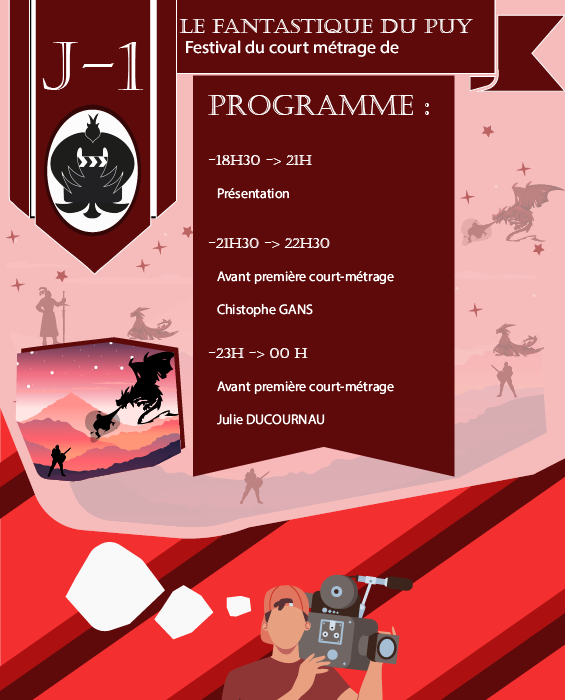 J-1
LE FANTASTIQUE DU PUY
Festival du court métrage de
PROGRAMME :
-18H30 -> 21H
Présentation
-21H30 -> 22H30
Avant première court-métrage
Chistophe GANS
-23H -> 00 H
Avant première court-métrage
Julie DUCOURNAU